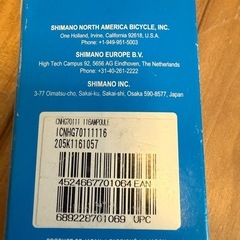 SHIMANO NORTH AMERICA BICYCLE, INC.
One Holland, Irvine, California 92618, U.S.A.
Phone: +1-949-951-5003
SHIMANO EUROPE B.V.
High Tech Campus 92, 5656 AG Eindhoven, The Netherlands
Phone: +31-40-261-2222
SHIMANO INC.
3-77 Oimatsu-cho, Sakai-ku, Sakai-shi, Osaka 590-8577, Japan
CNHG70111 116AMPOULE
ICNHG70111116
205K1161057
4524667701064 EAN
689228701069 UPC